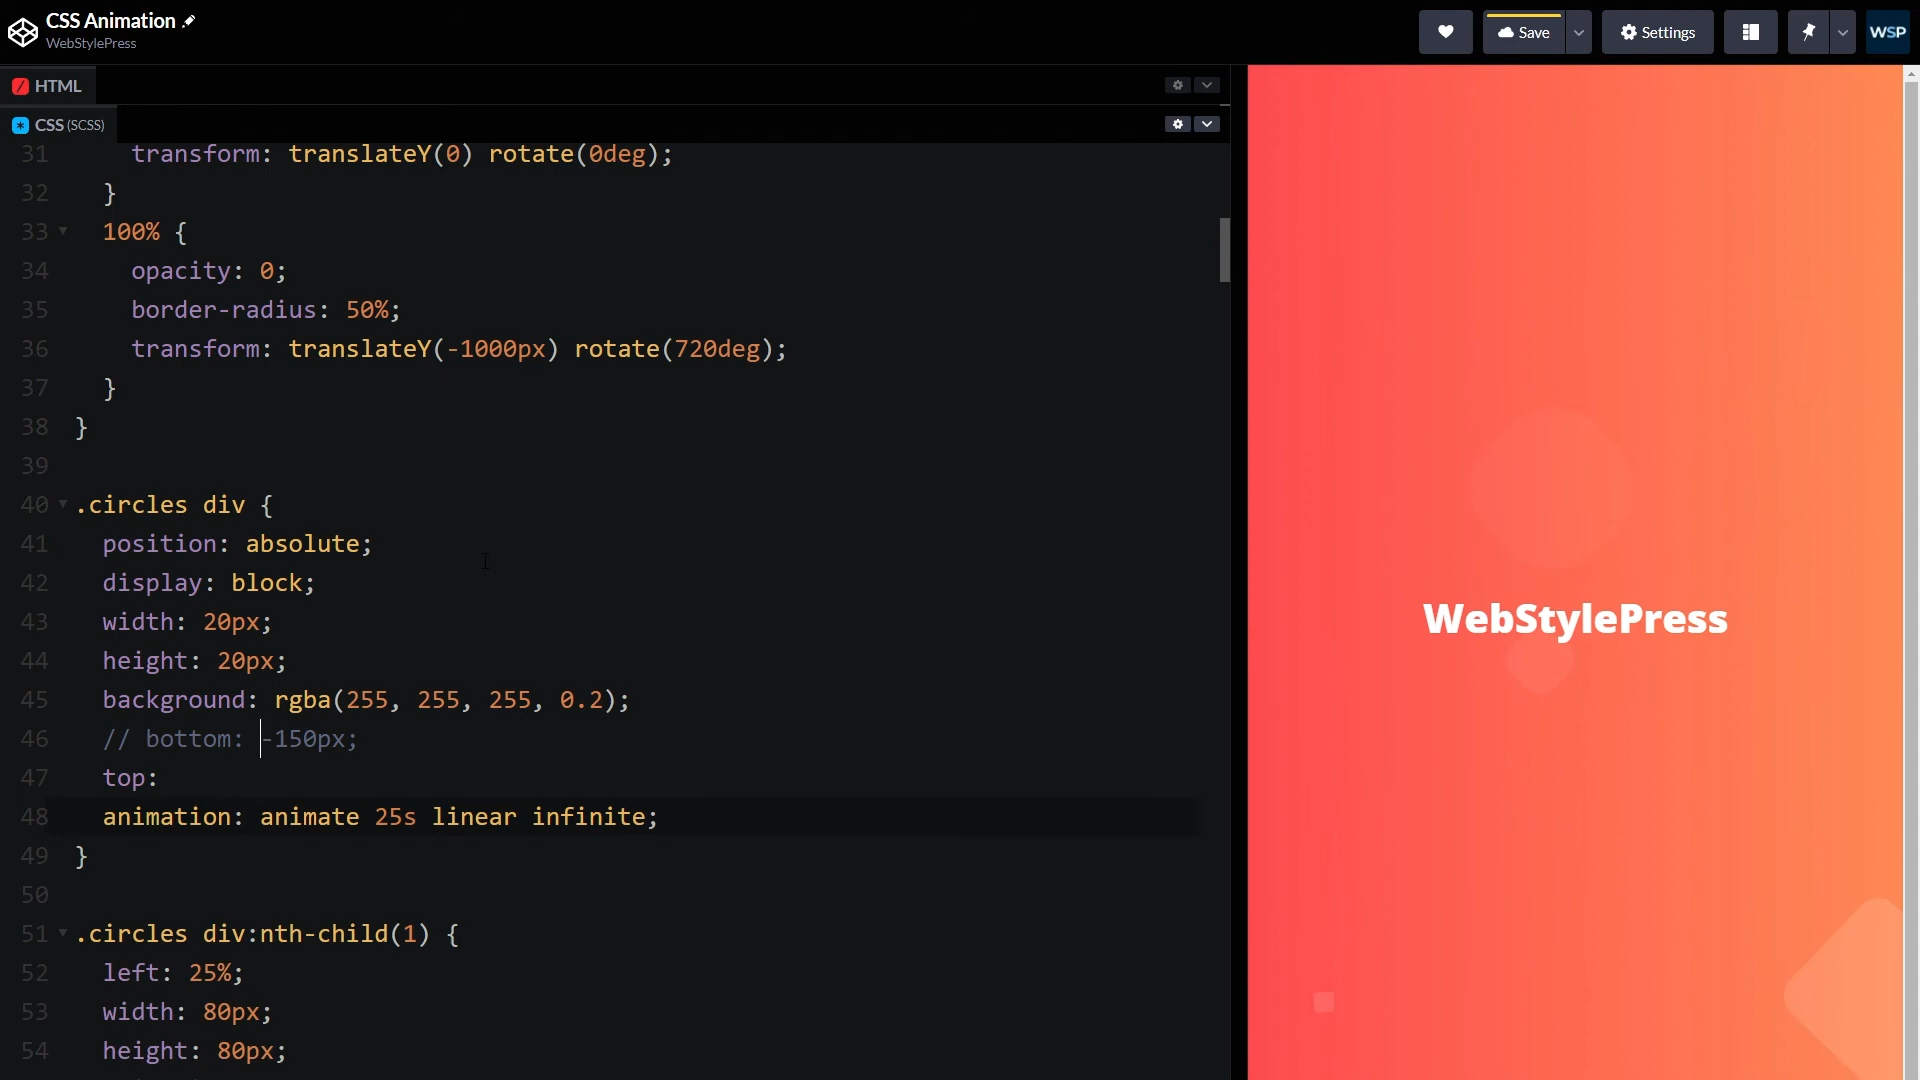 CSS Animation
WebStylePress
Save
Settings
WSP
HTML
CSS (SCSS)
31 transform: translateY(0) rotate(0deg);
32 }
33 100% {
34 opacity: 0;
35 border-radius: 50%;
36 transform: translateY(-1000px) rotate(720deg);
37 }
38 }
39
40 .circles div {
41 position: absolute;
42 display: block;
43 width: 20px;
44 height: 20px;
45 background: rgba(255, 255, 255, 0.2);
46 // bottom: -150px;
47 top:
48 animation: animate 25s linear infinite;
49 }
50
51 .circles div:nth-child(1) {
52 left: 25%;
53 width: 80px;
54 height: 80px;
WebStylePress